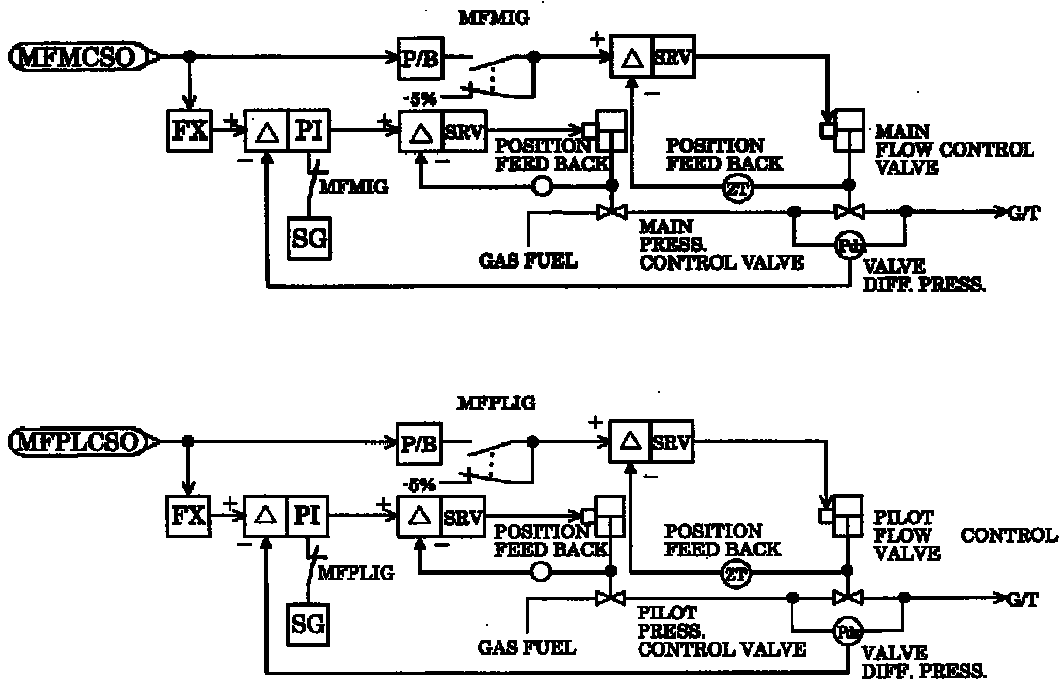 MFMIG
MFMCSO
P/B
+
Δ
SRV
-5%
−
FX
+
Δ
PI
+
Δ
SRV
POSITION
FEED BACK
POSITION
FEED BACK
MAIN
FLOW CONTROL
VALVE
−
−
MFMIG
ZT
SG
G/T
GAS FUEL
MAIN
PRESS.
CONTROL VALVE
VALVE
DIFF. PRESS.
MFPLIG
MFPLCSO
P/B
+
Δ
SRV
-5%
−
FX
+
Δ
PI
+
Δ
SRV
POSITION
FEED BACK
POSITION
FEED BACK
PILOT
FLOW CONTROL
VALVE
−
−
MFPLIG
ZT
SG
G/T
GAS FUEL
PILOT
PRESS.
CONTROL VALVE
VALVE
DIFF. PRESS.